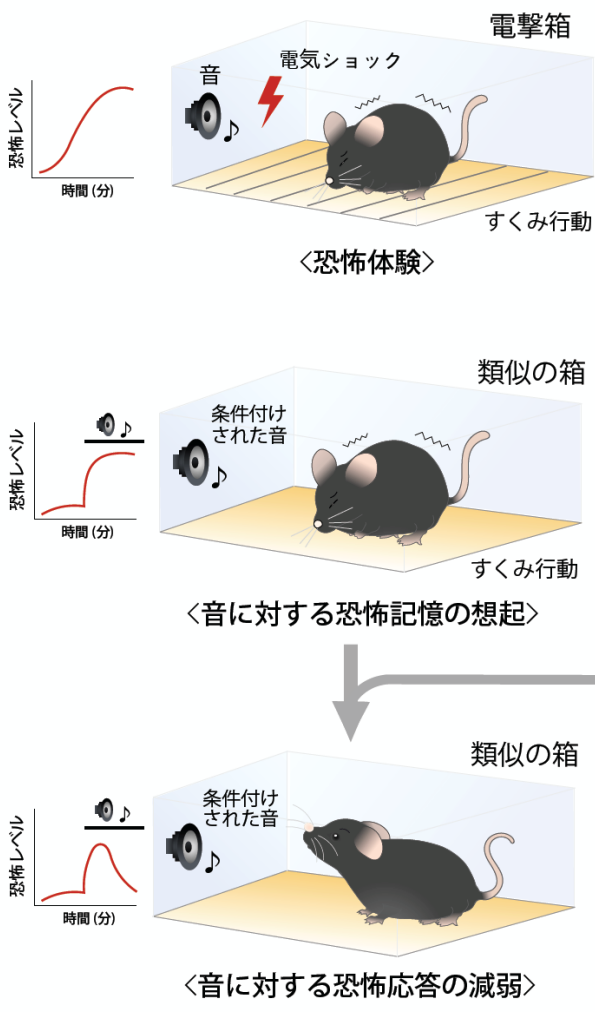 電撃箱
電気ショック
音
恐怖レベル
時間(分)
すくみ行動
<恐怖体験>
類似の箱
条件付け
された音
恐怖レベル
時間(分)
すくみ行動
<音に対する恐怖記憶の想起>
類似の箱
条件付け
された音
恐怖レベル
時間(分)
<音に対する恐怖応答の減弱>